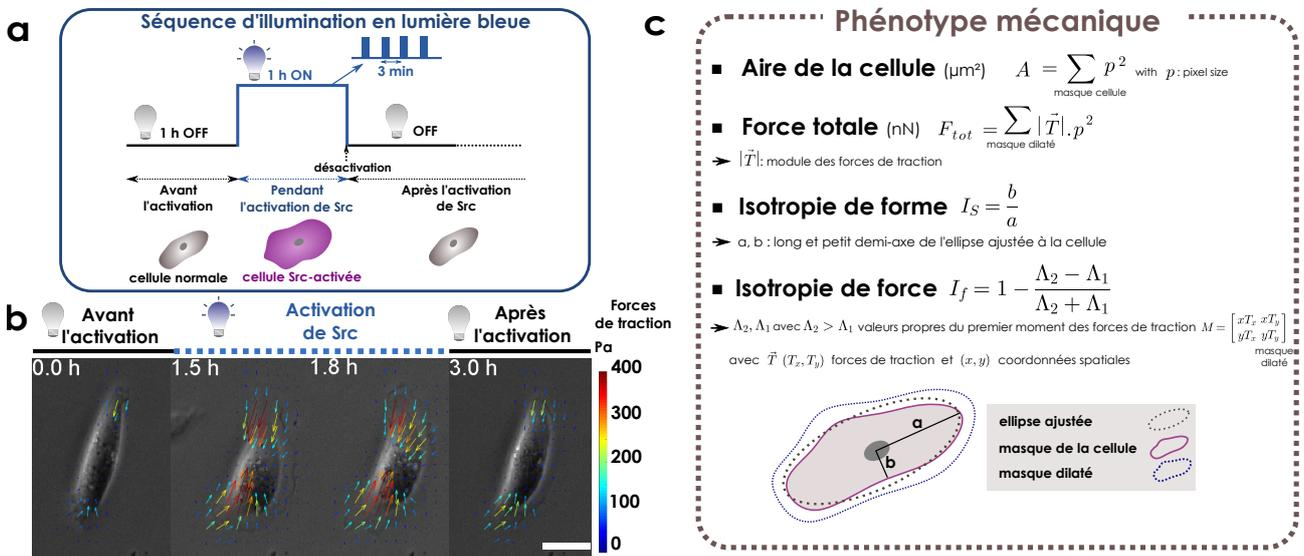 a
Séquence d'illumination en lumière bleue
1 h ON
3 min
1 h OFF
OFF
désactivation
Avant
l'activation
Pendant
l'activation de Src
Après l'activation
de Src
cellule normale
cellule Src-activée
b
Avant
l'activation
Activation
de Src
Après
l'activation
Forces
de traction
Pa
0.0 h
1.5 h
1.8 h
3.0 h
400
300
200
100
0
c
Phénotype mécanique
■ Aire de la cellule (µm²) A = ∑ p² with p : pixel size
masque cellule
■ Force totale (nN) F_tot = ∑ |T⃗|.p²
masque dilaté
➔ |T⃗|: module des forces de traction
■ Isotropie de forme I_S = b/a
➔ a, b : long et petit demi-axe de l'ellipse ajustée à la cellule
■ Isotropie de force I_f = 1 − (Λ₂ − Λ₁)/(Λ₂ + Λ₁)
➔ Λ₂, Λ₁ avec Λ₂ > Λ₁ valeurs propres du premier moment des forces de traction M = [xTₓ xT_y
yTₓ yT_y]
masque
dilaté
avec T⃗ (Tₓ, T_y) forces de traction et (x, y) coordonnées spatiales
a
b
ellipse ajustée
masque de la cellule
masque dilaté